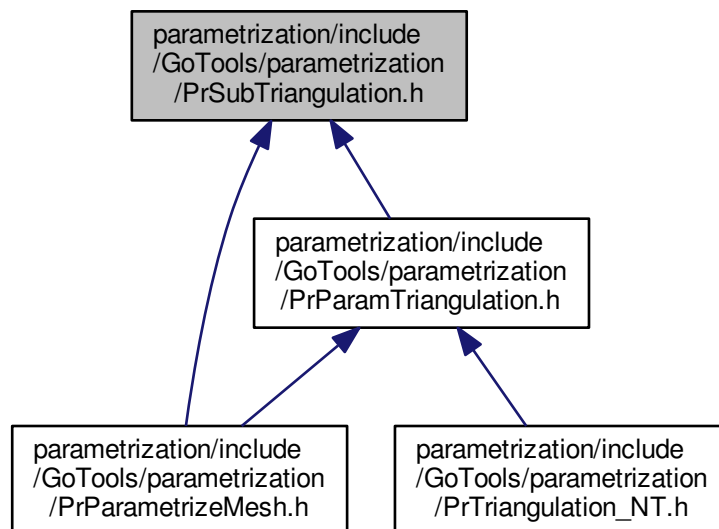 parametrization/include
/GoTools/parametrization
/PrSubTriangulation.h
parametrization/include
/GoTools/parametrization
/PrParamTriangulation.h
parametrization/include
/GoTools/parametrization
/PrParametrizeMesh.h
parametrization/include
/GoTools/parametrization
/PrTriangulation_NT.h